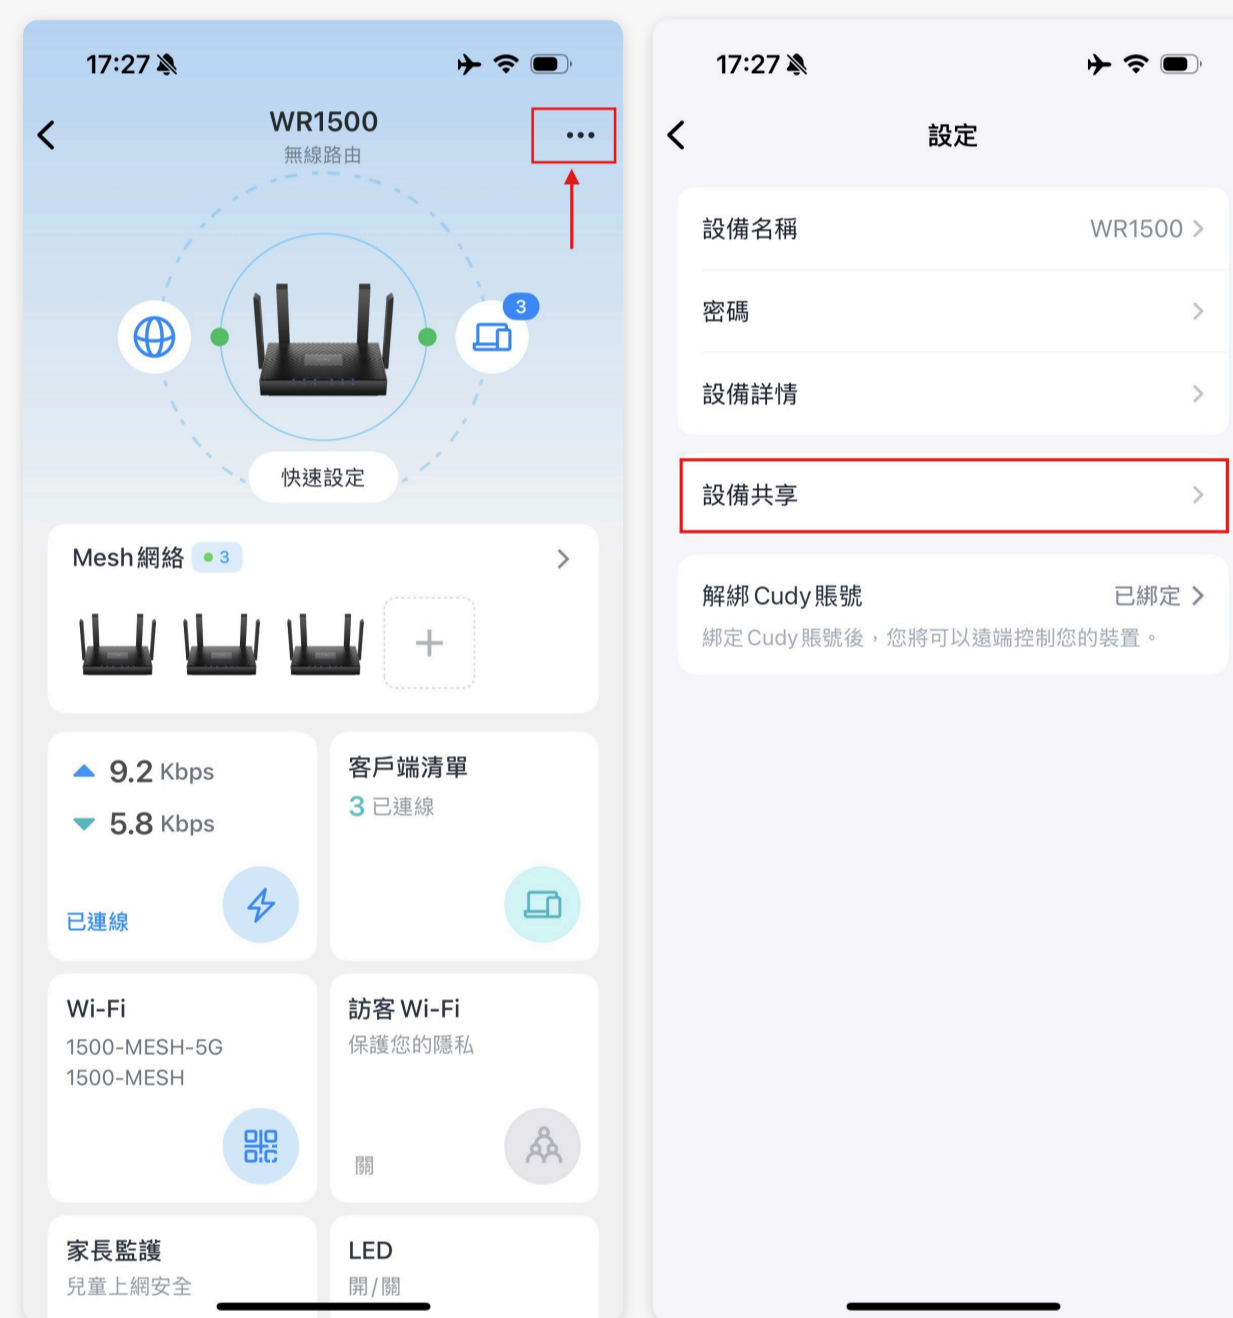 17:27
WR1500
無線路由
3
快速設定
Mesh 網絡 3
9.2 Kbps
5.8 Kbps
已連線
客戶端清單
3 已連線
Wi-Fi
1500-MESH-5G
1500-MESH
訪客 Wi-Fi
保護您的隱私
關
家長監護
兒童上網安全
LED
開/關
17:27
設定
設備名稱 WR1500
密碼
設備詳情
設備共享
解綁 Cudy 賬號 已綁定
綁定 Cudy 賬號後，您將可以遠端控制您的裝置。